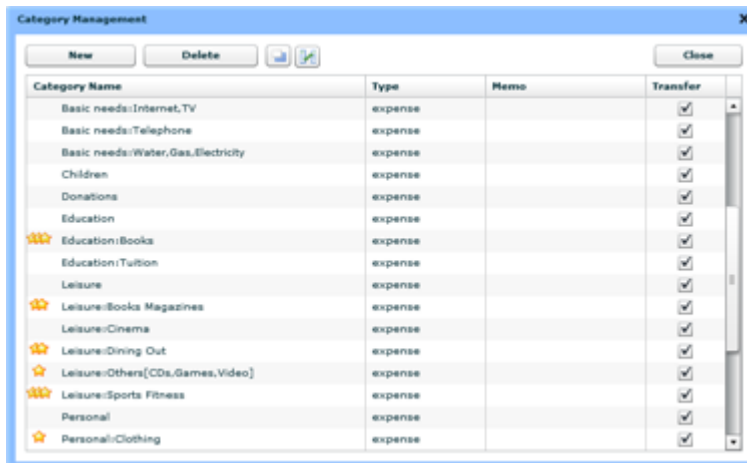 Category Management
New Delete Close
Category Name Type Memo Transfer
Basic needs:Internet,TV expense
Basic needs:Telephone expense
Basic needs:Water,Gas,Electricity expense
Children expense
Donations expense
Education expense
Education:Books expense
Education:Tuition expense
Leisure expense
Leisure:Books Magazines expense
Leisure:Cinema expense
Leisure:Dining Out expense
Leisure:Others[CDs,Games,Video] expense
Leisure:Sports Fitness expense
Personal expense
Personal:Clothing expense